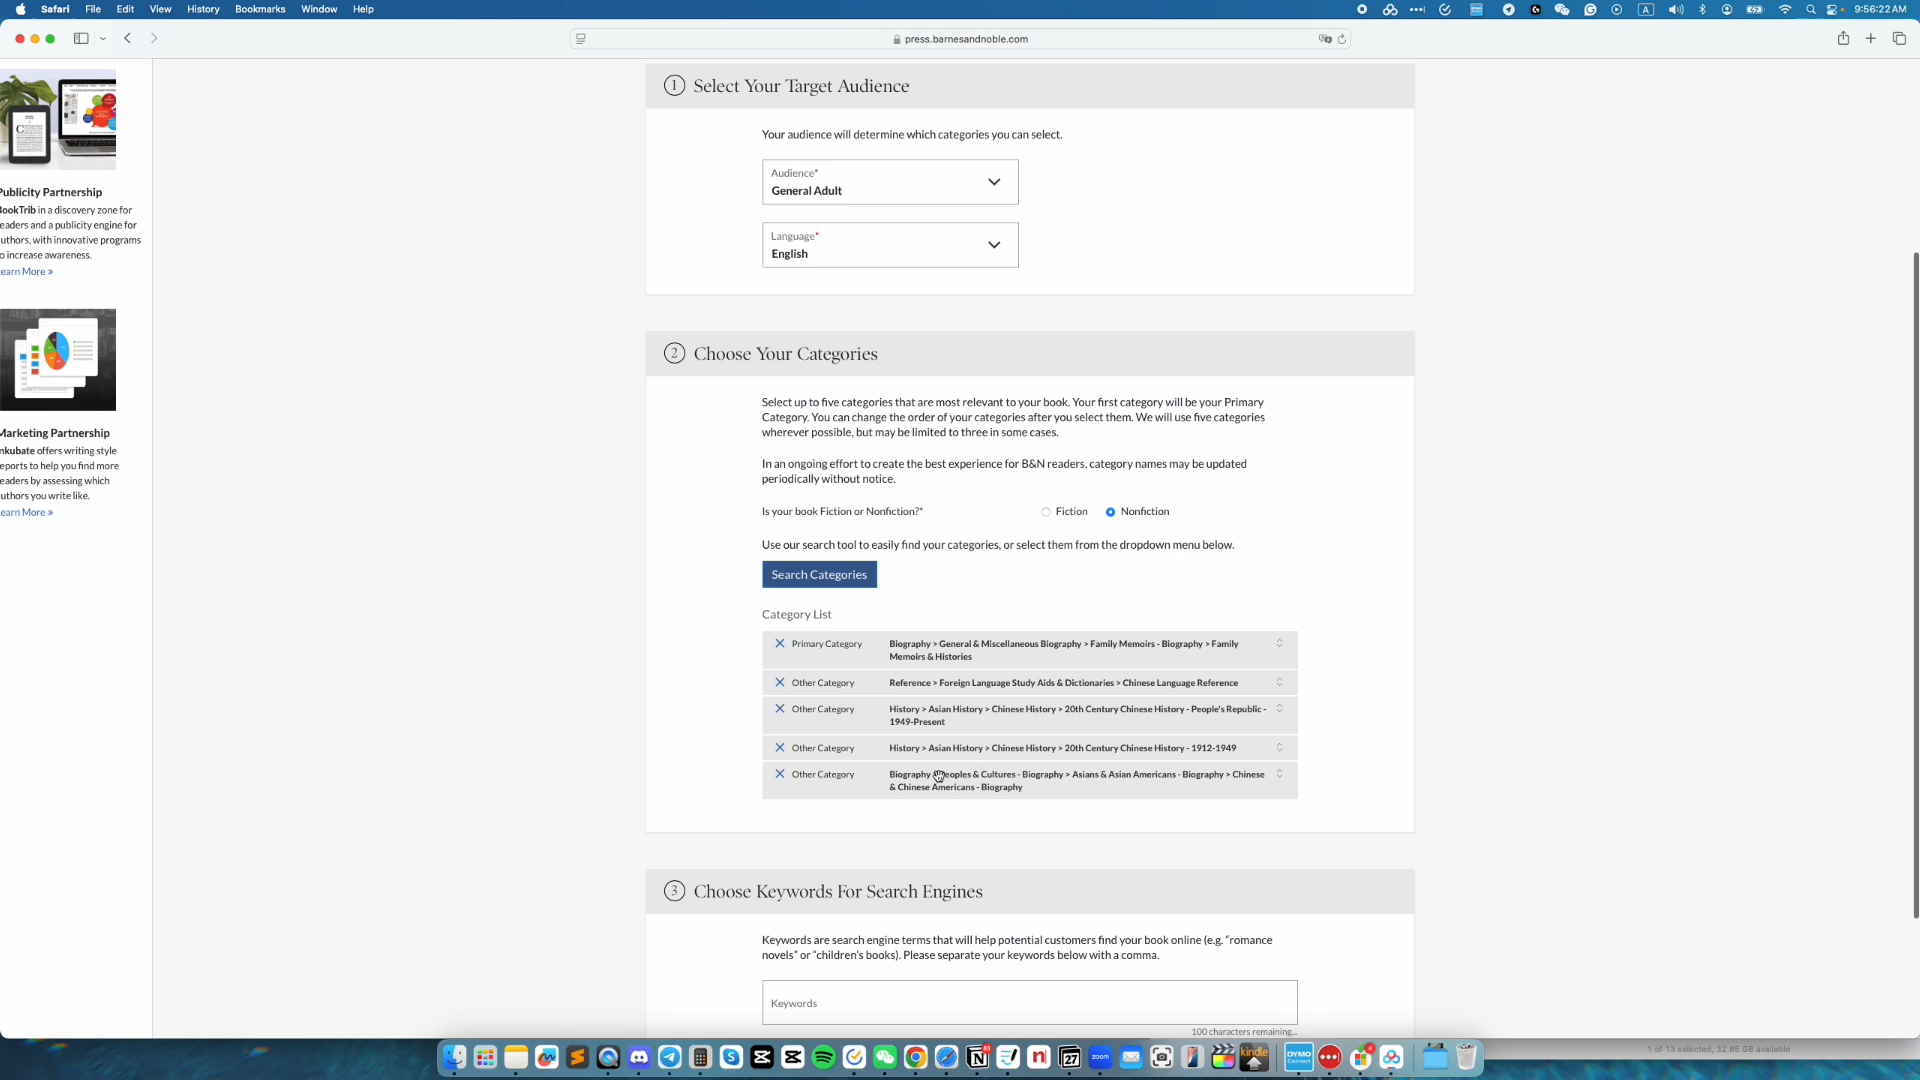 Safari File Edit View History Bookmarks Window Help 9:56:22 AM
press.barnesandnoble.com
Publicity Partnership
BookTrib in a discovery zone for
eaders and a publicity engine for
uthors, with innovative programs
o increase awareness.
earn More »
Marketing Partnership
nkubate offers writing style
eports to help you find more
eaders by assessing which
uthors you write like.
earn More »
1 Select Your Target Audience
Your audience will determine which categories you can select.
Audience*
General Adult
Language*
English
2 Choose Your Categories
Select up to five categories that are most relevant to your book. Your first category will be your Primary
Category. You can change the order of your categories after you select them. We will use five categories
wherever possible, but may be limited to three in some cases.
In an ongoing effort to create the best experience for B&N readers, category names may be updated
periodically without notice.
Is your book Fiction or Nonfiction?* Fiction Nonfiction
Use our search tool to easily find your categories, or select them from the dropdown menu below.
Search Categories
Category List
Primary Category Biography > General & Miscellaneous Biography > Family Memoirs - Biography > Family
Memoirs & Histories
Other Category Reference > Foreign Language Study Aids & Dictionaries > Chinese Language Reference
Other Category History > Asian History > Chinese History > 20th Century Chinese History - People's Republic -
1949-Present
Other Category History > Asian History > Chinese History > 20th Century Chinese History - 1912-1949
Other Category Biography > Peoples & Cultures - Biography > Asians & Asian Americans - Biography > Chinese
& Chinese Americans - Biography
3 Choose Keywords For Search Engines
Keywords are search engine terms that will help potential customers find your book online (e.g. "romance
novels" or "children's books). Please separate your keywords below with a comma.
Keywords
100 characters remaining...
1 of 13 selected, 32.85 GB available
zoom
kindle
DYMO
Connect
27